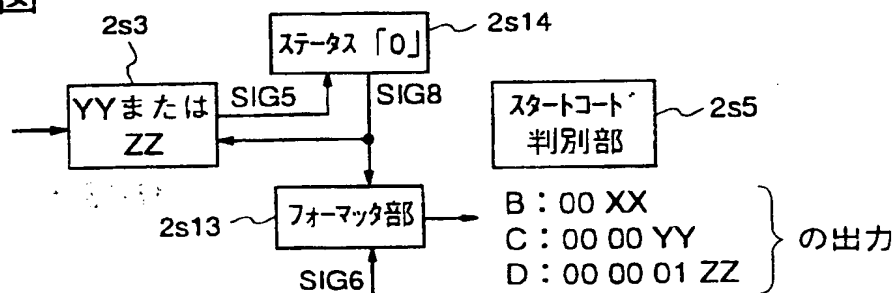 図
2s3
ステータス「0」
2s14
YYまたは
ZZ
SIG5
SIG8
スタートコード
判別部
2s5
2s13
フォーマッタ部
SIG6
B:00 XX
C:00 00 YY
D:00 00 01 ZZ
の出力